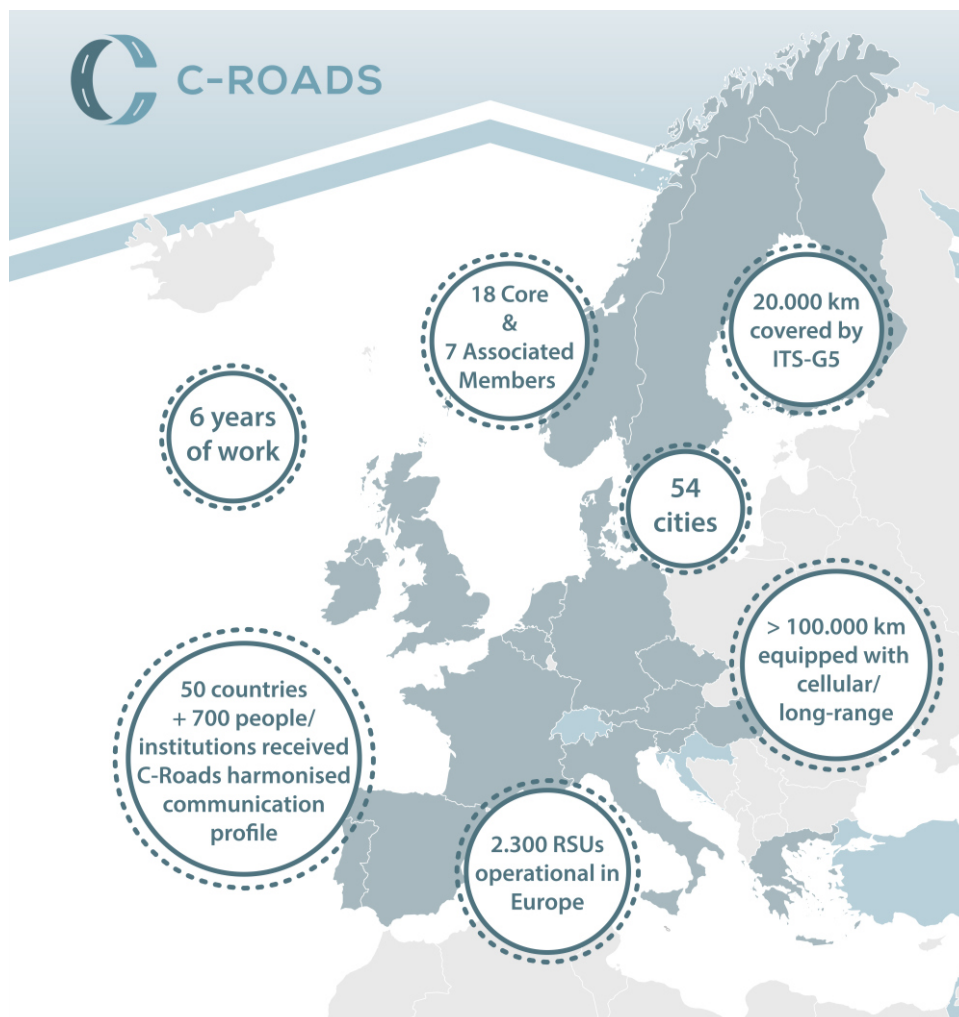 C-ROADS
18 Core
&
7 Associated
Members
20.000 km
covered by
ITS-G5
6 years
of work
54
cities
> 100.000 km
equipped with
cellular/
long-range
50 countries
+ 700 people/
institutions received
C-Roads harmonised
communication
profile
2.300 RSUs
operational in
Europe